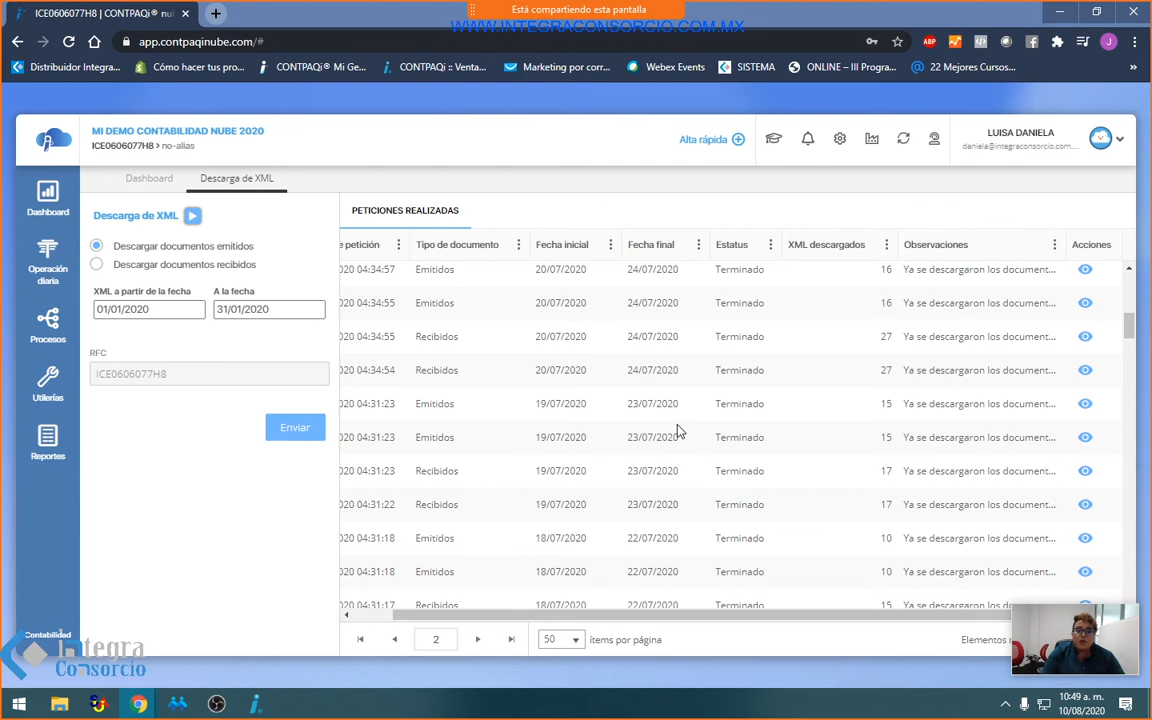 Está compartiendo esta pantalla
ICE0606077H8 | CONTPAQi® nu
WWW.INTEGRACONSORCIO.COM.MX
app.contpaqinube.com/#
ABP
J
Distribuidor Integra...
Cómo hacer tus pro...
CONTPAQi® Mi Ge...
CONTPAQi :: Venta...
Marketing por corr...
Webex Events
SISTEMA
ONLINE – III Progra...
22 Mejores Cursos...
MI DEMO CONTABILIDAD NUBE 2020
ICE0606077H8 > no-alias
Alta rápida
LUISA DANIELA
daniela@integraconsorcio.com....
Dashboard
Descarga de XML
Dashboard
Operación
diaria
Procesos
Utilerías
Reportes
Contabilidad
Descarga de XML
Descargar documentos emitidos
Descargar documentos recibidos
XML a partir de la fecha A la fecha
01/01/2020 31/01/2020
RFC
ICE0606077H8
Enviar
PETICIONES REALIZADAS
e petición Tipo de documento Fecha inicial Fecha final Estatus XML descargados Observaciones Acciones
020 04:34:57 Emitidos 20/07/2020 24/07/2020 Terminado 16 Ya se descargaron los document...
020 04:34:55 Emitidos 20/07/2020 24/07/2020 Terminado 16 Ya se descargaron los document...
020 04:34:55 Recibidos 20/07/2020 24/07/2020 Terminado 27 Ya se descargaron los document...
020 04:34:54 Recibidos 20/07/2020 24/07/2020 Terminado 27 Ya se descargaron los document...
020 04:31:23 Emitidos 19/07/2020 23/07/2020 Terminado 15 Ya se descargaron los document...
020 04:31:23 Emitidos 19/07/2020 23/07/2020 Terminado 15 Ya se descargaron los document...
020 04:31:23 Recibidos 19/07/2020 23/07/2020 Terminado 17 Ya se descargaron los document...
020 04:31:22 Recibidos 19/07/2020 23/07/2020 Terminado 17 Ya se descargaron los document...
020 04:31:18 Emitidos 18/07/2020 22/07/2020 Terminado 10 Ya se descargaron los document...
020 04:31:18 Emitidos 18/07/2020 22/07/2020 Terminado 10 Ya se descargaron los document...
020 04:31:17 Recibidos 18/07/2020 22/07/2020 Terminado 15 Ya se descargaron los document...
2 50 ítems por página Elementos
Integra
Consorcio
10:49 a. m.
10/08/2020